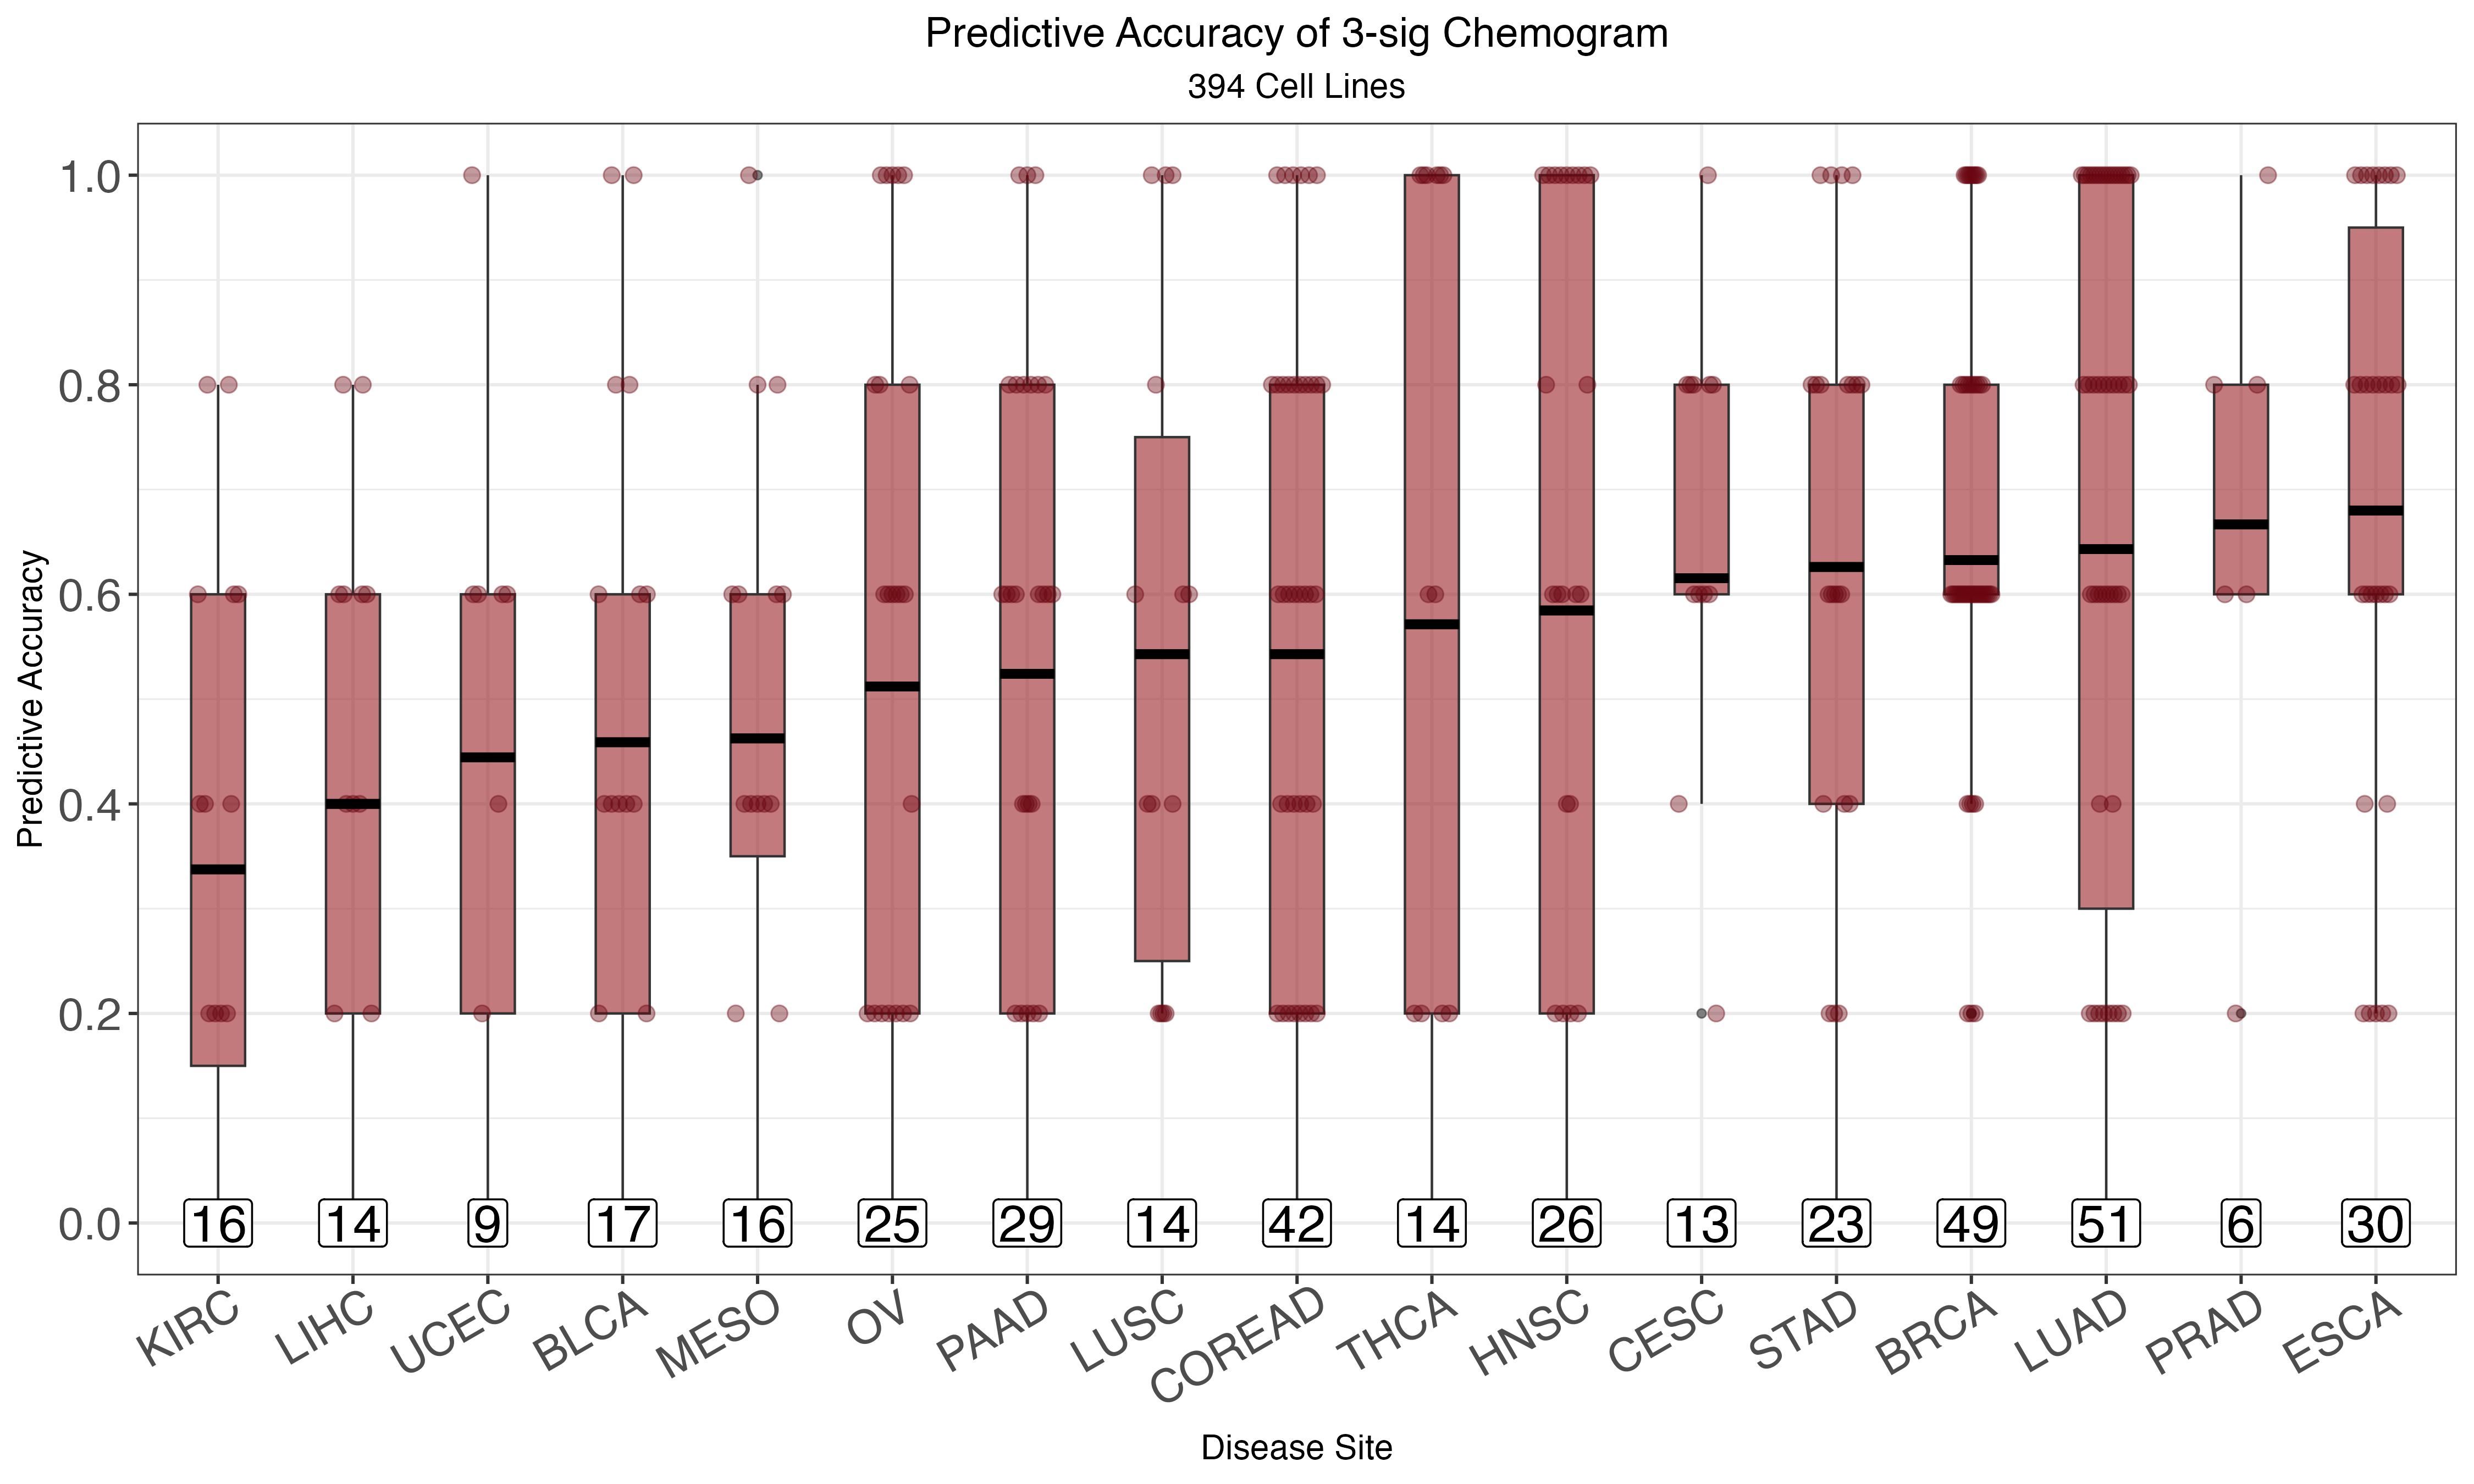 Predictive Accuracy of 3-sig Chemogram
394 Cell Lines
Predictive Accuracy
1.0
0.8
0.6
0.4
0.2
0.0
16 14 9 17 16 25 29 14 42 14 26 13 23 49 51 6 30
KIRC LIHC UCEC BLCA MESO OV PAAD LUSC COREAD THCA HNSC CESC STAD BRCA LUAD PRAD ESCA
Disease Site